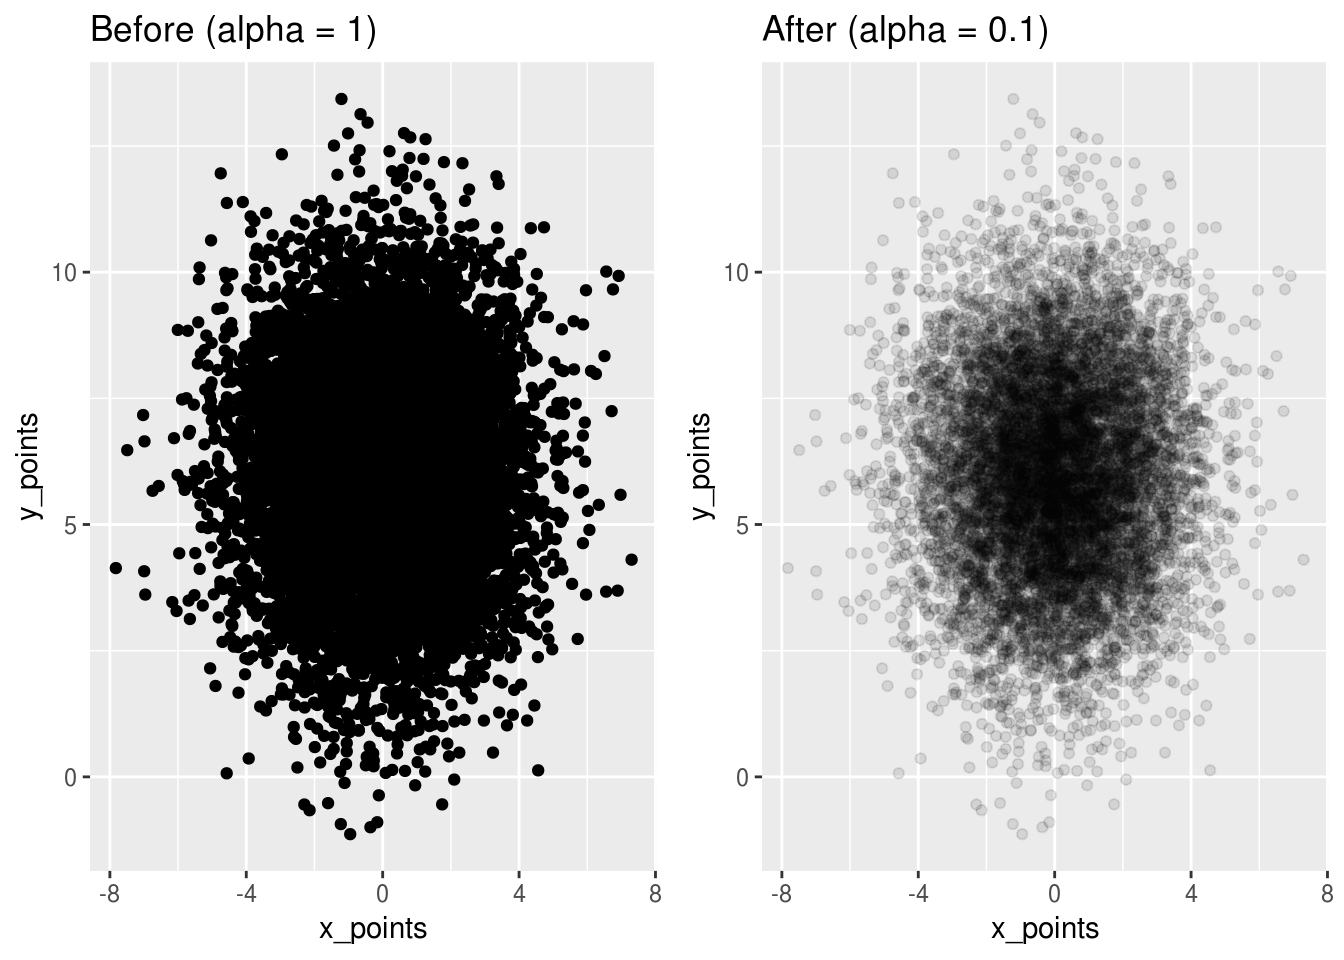 Before (alpha = 1)
y_points
10
5
0
-8 -4 0 4 8
x_points
After (alpha = 0.1)
y_points
10
5
0
-8 -4 0 4 8
x_points